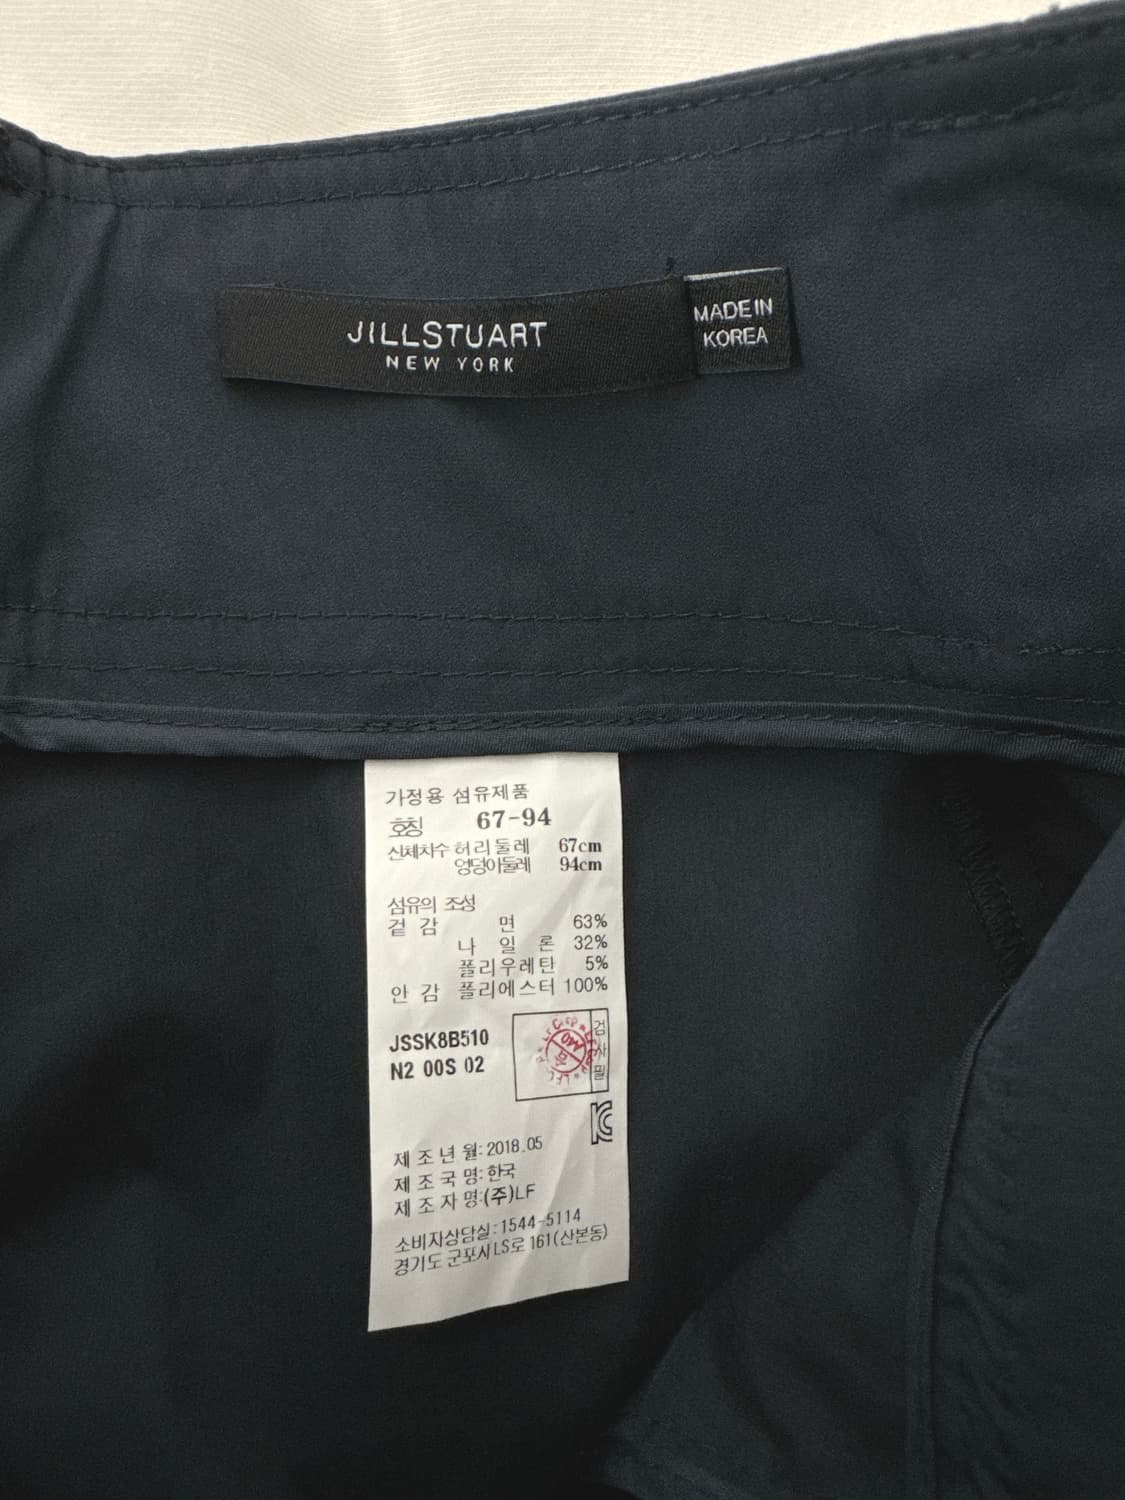 JILLSTUART
NEW YORK
MADE IN
KOREA
가정용 섬유제품
호칭 67-94
신체치수 허리둘레 67cm
엉덩이둘레 94cm
섬유의 조성
겉감 면 63%
나일론 32%
폴리우레탄 5%
안감 폴리에스터 100%
JSSK8B510
N2 00S 02
검사필
제조년월: 2018.05
제조국명: 한국
제조자명: (주)LF
소비자상담실: 1544-5114
경기도 군포시 LS로 161(산본동)